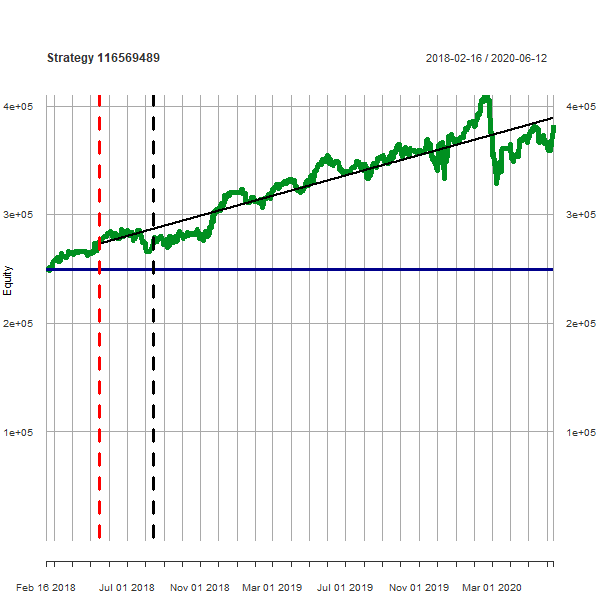 Strategy 116569489
2018-02-16 / 2020-06-12
4e+05
4e+05
3e+05
3e+05
Equity
2e+05
2e+05
1e+05
1e+05
Feb 16 2018
Jul 01 2018
Nov 01 2018
Mar 01 2019
Jul 01 2019
Nov 01 2019
Mar 01 2020